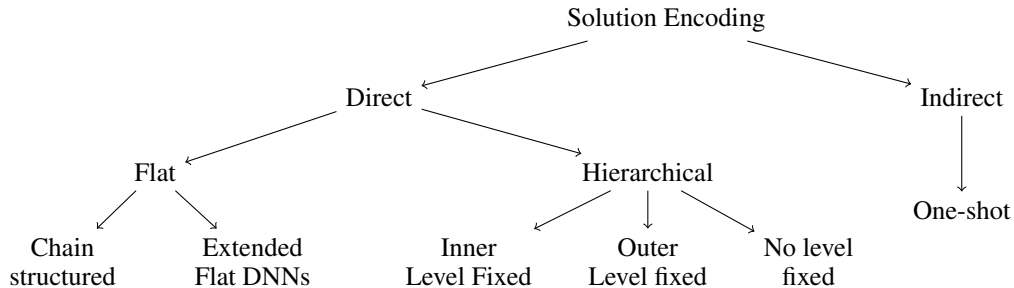 Solution Encoding
Direct
Indirect
Flat
Hierarchical
One-shot
Chain
structured
Extended
Flat DNNs
Inner
Level Fixed
Outer
Level fixed
No level
fixed